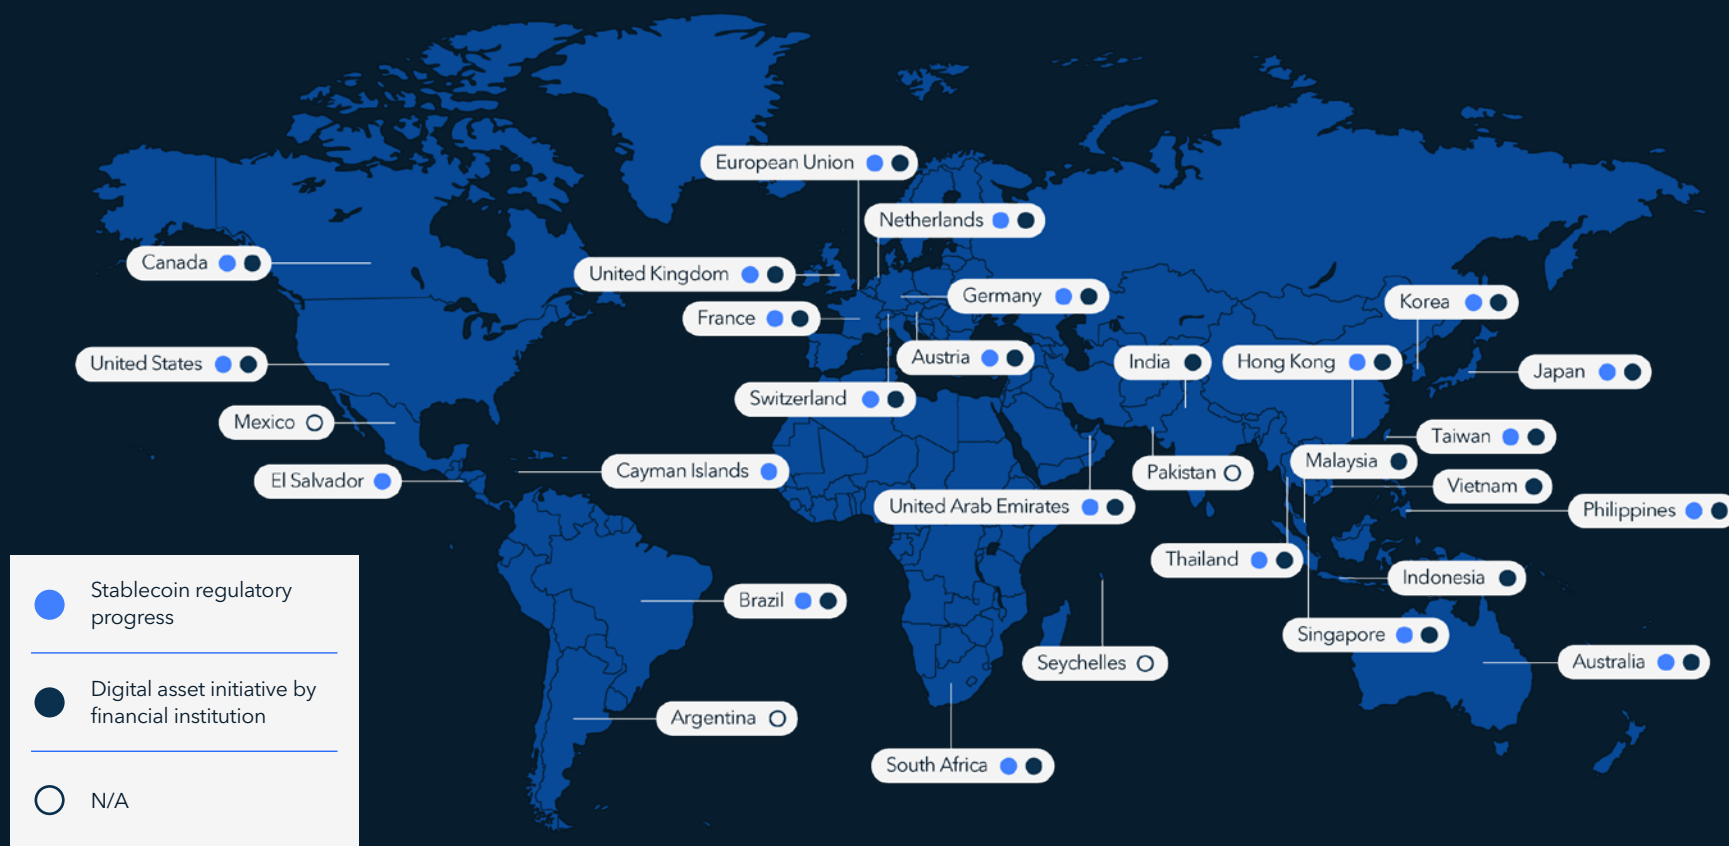 European Union
Netherlands
Canada
United Kingdom
Germany
Korea
France
United States
Austria
India
Hong Kong
Japan
Switzerland
Mexico
Taiwan
Malaysia
El Salvador
Cayman Islands
Pakistan
Vietnam
United Arab Emirates
Philippines
Thailand
Indonesia
Brazil
Singapore
Seychelles
Australia
Argentina
South Africa
Stablecoin regulatory
progress
Digital asset initiative by
financial institution
N/A